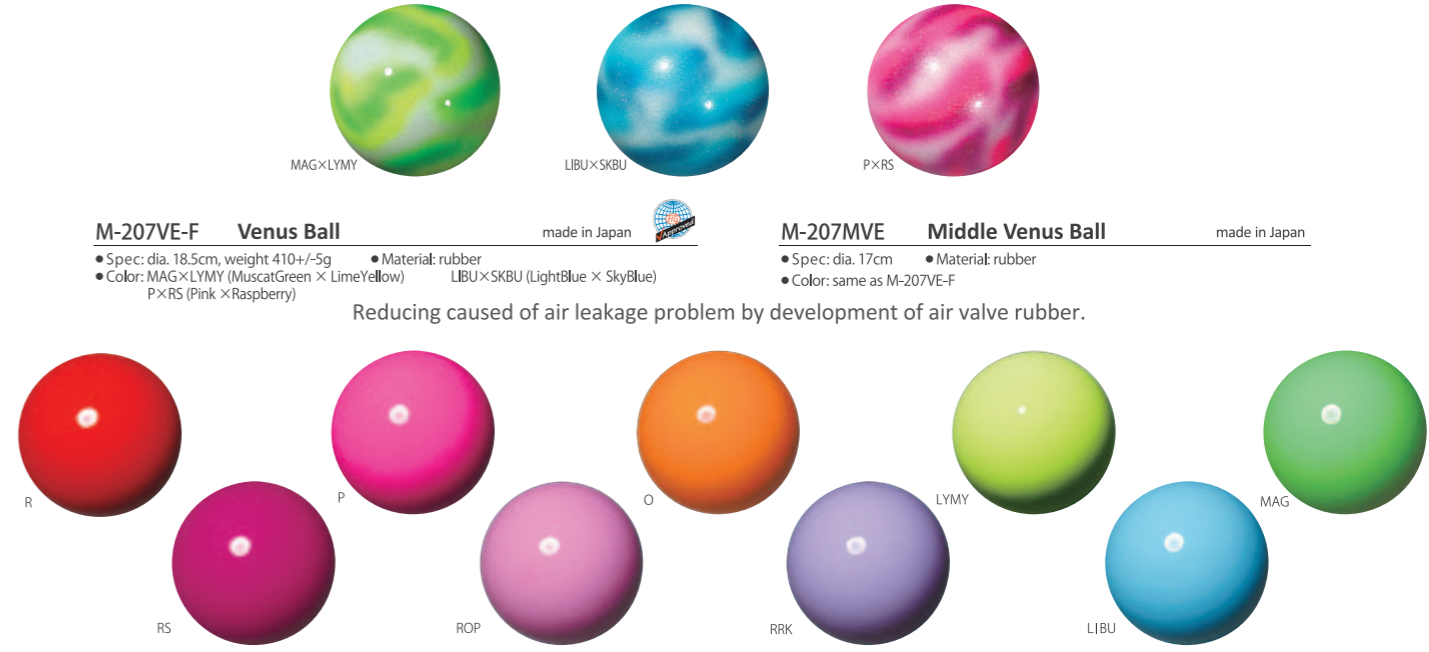 MAG×LYMY
LIBU×SKBU
P×RS
M-207VE-F Venus Ball made in Japan
FIG
Approved
● Spec: dia. 18.5cm, weight 410+/-5g ● Material: rubber
● Color: MAG×LYMY (MuscatGreen × LimeYellow) LIBU×SKBU (LightBlue × SkyBlue)
P×RS (Pink ×Raspberry)
M-207MVE Middle Venus Ball made in Japan
● Spec: dia. 17cm ● Material: rubber
● Color: same as M-207VE-F
Reducing caused of air leakage problem by development of air valve rubber.
R
P
O
LYMY
MAG
RS
ROP
RRK
LIBU